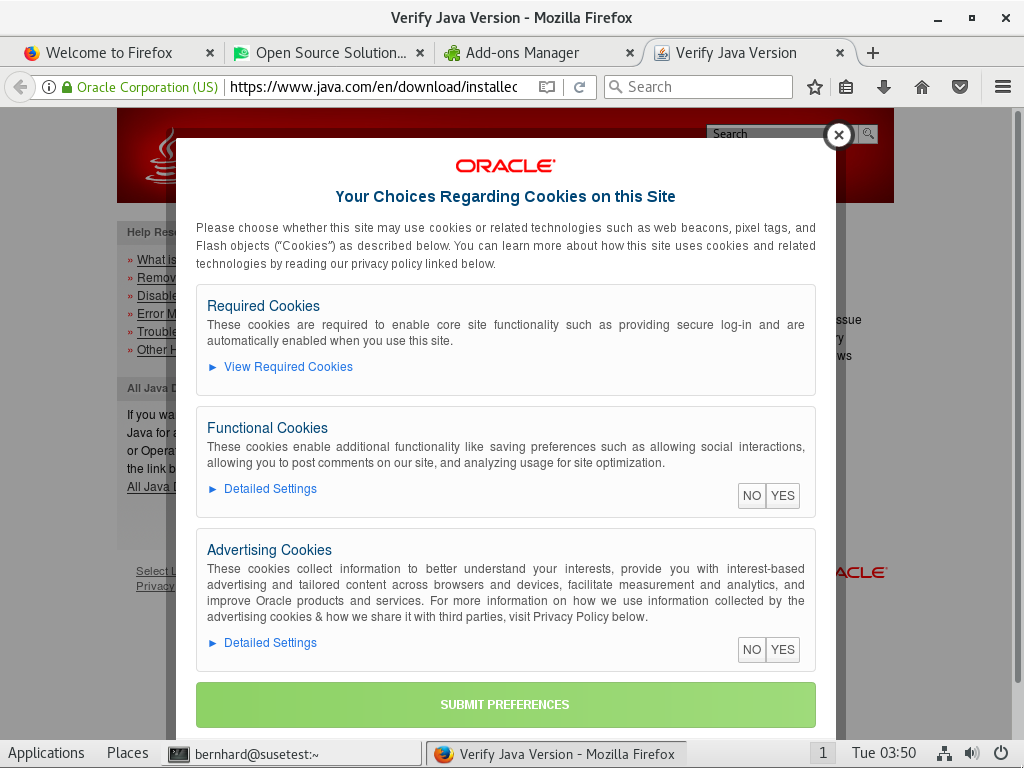 Verify Java Version - Mozilla Firefox
Welcome to Firefox
Open Source Solution...
Add-ons Manager
Verify Java Version
Oracle Corporation (US)
https://www.java.com/en/download/installec
Search
Search
ORACLE
Your Choices Regarding Cookies on this Site
Please choose whether this site may use cookies or related technologies such as web beacons, pixel tags, and
Flash objects ("Cookies") as described below. You can learn more about how this site uses cookies and related
technologies by reading our privacy policy linked below.
Required Cookies
These cookies are required to enable core site functionality such as providing secure log-in and are
automatically enabled when you use this site.
► View Required Cookies
Functional Cookies
These cookies enable additional functionality like saving preferences such as allowing social interactions,
allowing you to post comments on our site, and analyzing usage for site optimization.
► Detailed Settings
NO YES
Advertising Cookies
These cookies collect information to better understand your interests, provide you with interest-based
advertising and tailored content across browsers and devices, facilitate measurement and analytics, and
improve Oracle products and services. For more information on how we use information collected by the
advertising cookies & how we share it with third parties, visit Privacy Policy below.
► Detailed Settings
NO YES
SUBMIT PREFERENCES
Help Res
» What is
» Remov
» Disable
» Error M
» Trouble
» Other H
All Java D
If you wa
Java for a
or Opera
the link b
All Java D
Select L
Privacy
ssue
ry
ws
ACLE
Applications
Places
bernhard@susetest:~
Verify Java Version - Mozilla Firefox
1
Tue 03:50